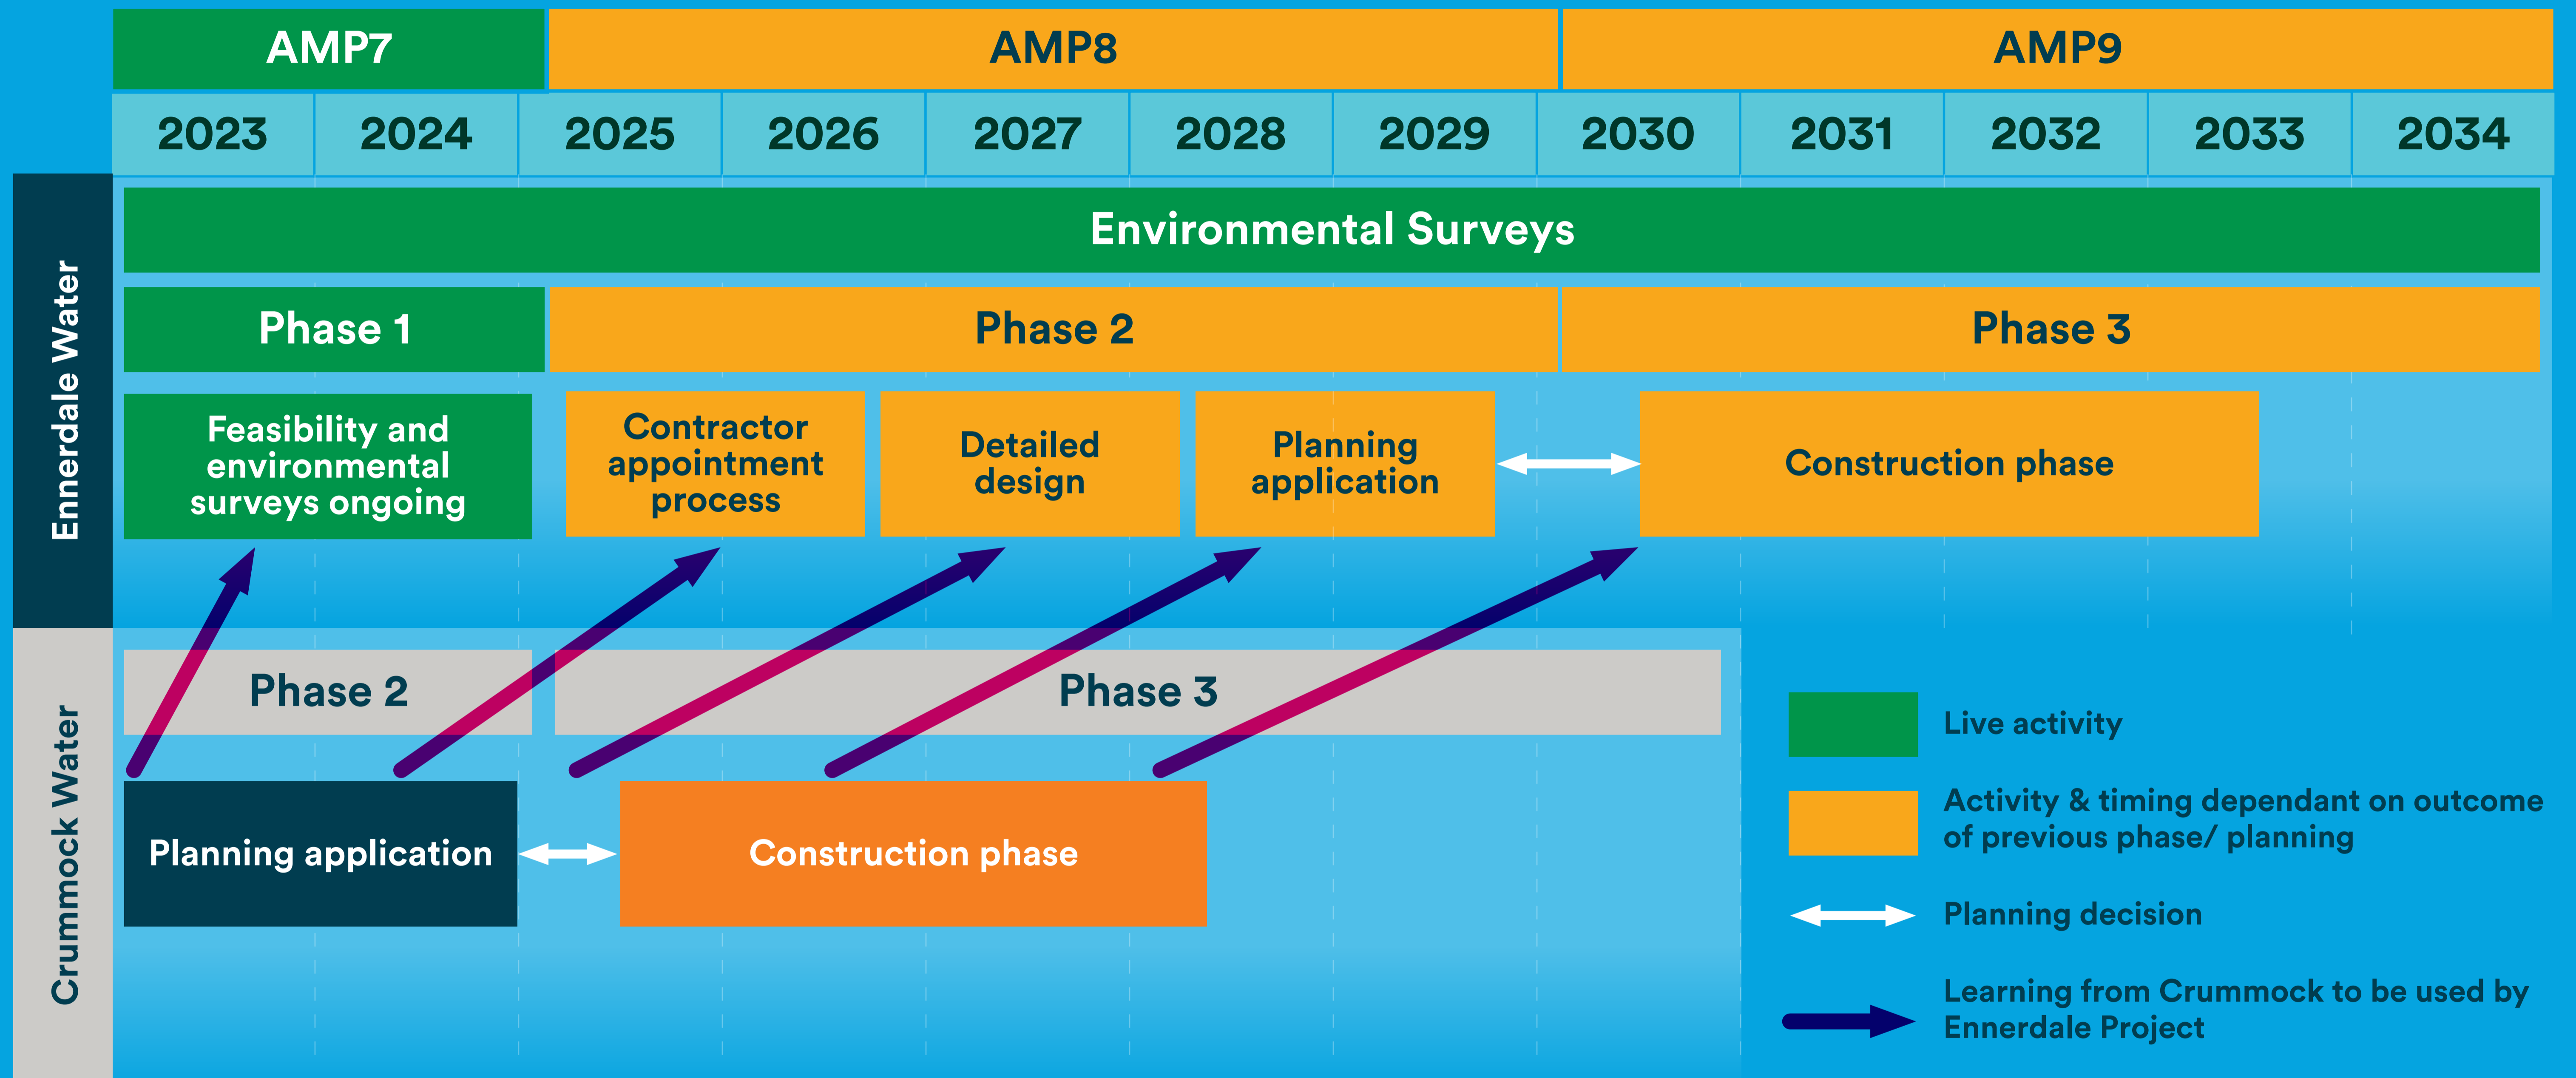 AMP7
AMP8
AMP9
2023
2024
2025
2026
2027
2028
2029
2030
2031
2032
2033
2034
Ennerdale Water
Environmental Surveys
Phase 1
Phase 2
Phase 3
Feasibility and
environmental
surveys ongoing
Contractor
appointment
process
Detailed
design
Planning
application
Construction phase
Crummock Water
Phase 2
Phase 3
Planning application
Construction phase
Live activity
Activity & timing dependant on outcome
of previous phase/ planning
Planning decision
Learning from Crummock to be used by
Ennerdale Project